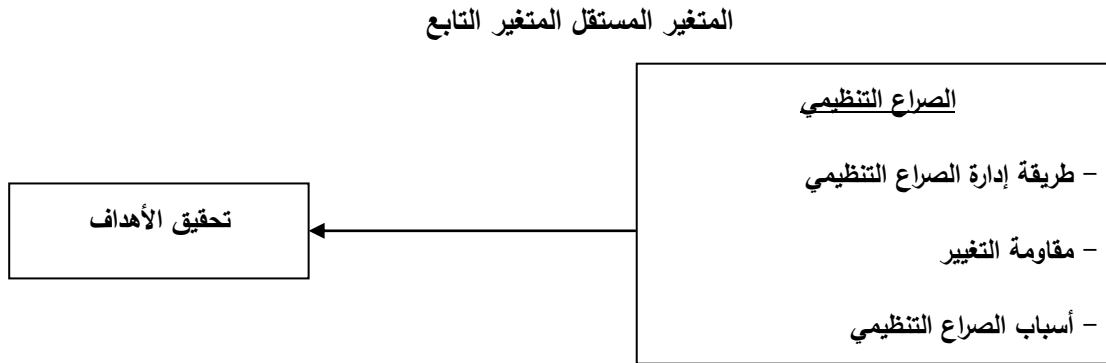 المتغير المستقل المتغير التابع
الصراع التنظيمي
- طريقة إدارة الصراع التنظيمي
- مقاومة التغيير
- أسباب الصراع التنظيمي
تحقيق الأهداف